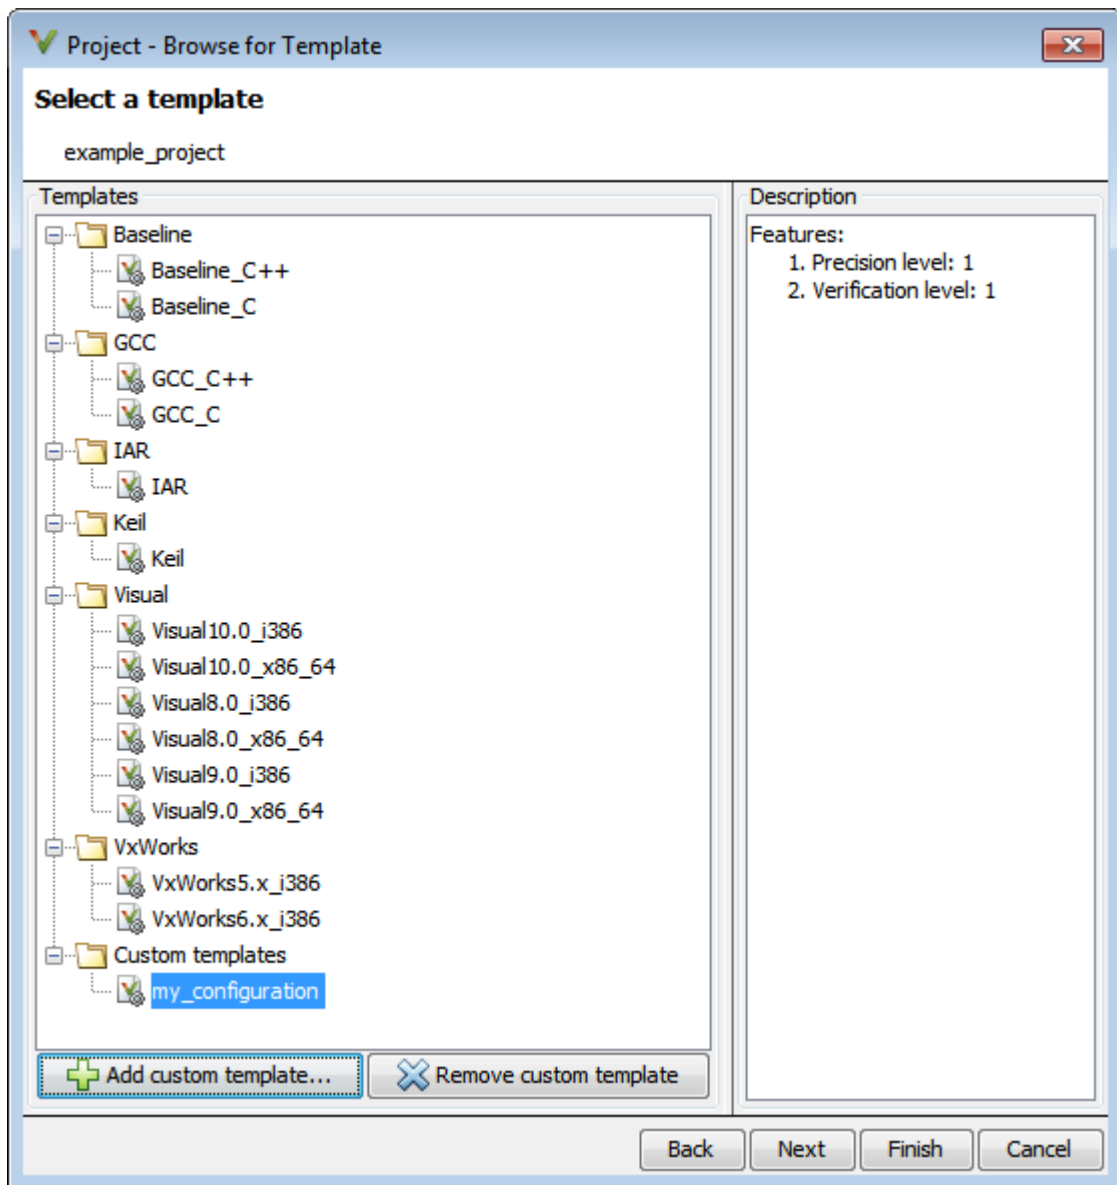 Project - Browse for Template
Select a template
example_project
Templates
Baseline
Baseline_C++
Baseline_C
GCC
GCC_C++
GCC_C
IAR
IAR
Keil
Keil
Visual
Visual10.0_i386
Visual10.0_x86_64
Visual8.0_i386
Visual8.0_x86_64
Visual9.0_i386
Visual9.0_x86_64
VxWorks
VxWorks5.x_i386
VxWorks6.x_i386
Custom templates
my_configuration
Add custom template... Remove custom template
Description
Features:
1. Precision level: 1
2. Verification level: 1
Back Next Finish Cancel